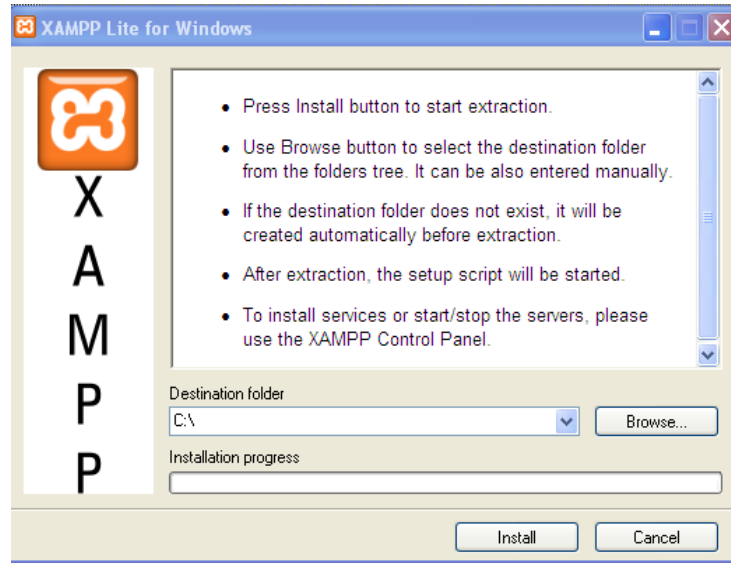 XAMPP Lite for Windows
X
A
M
P
P
• Press Install button to start extraction.
• Use Browse button to select the destination folder
from the folders tree. It can be also entered manually.
• If the destination folder does not exist, it will be
created automatically before extraction.
• After extraction, the setup script will be started.
• To install services or start/stop the servers, please
use the XAMPP Control Panel.
Destination folder
C:\
Browse...
Installation progress
Install
Cancel